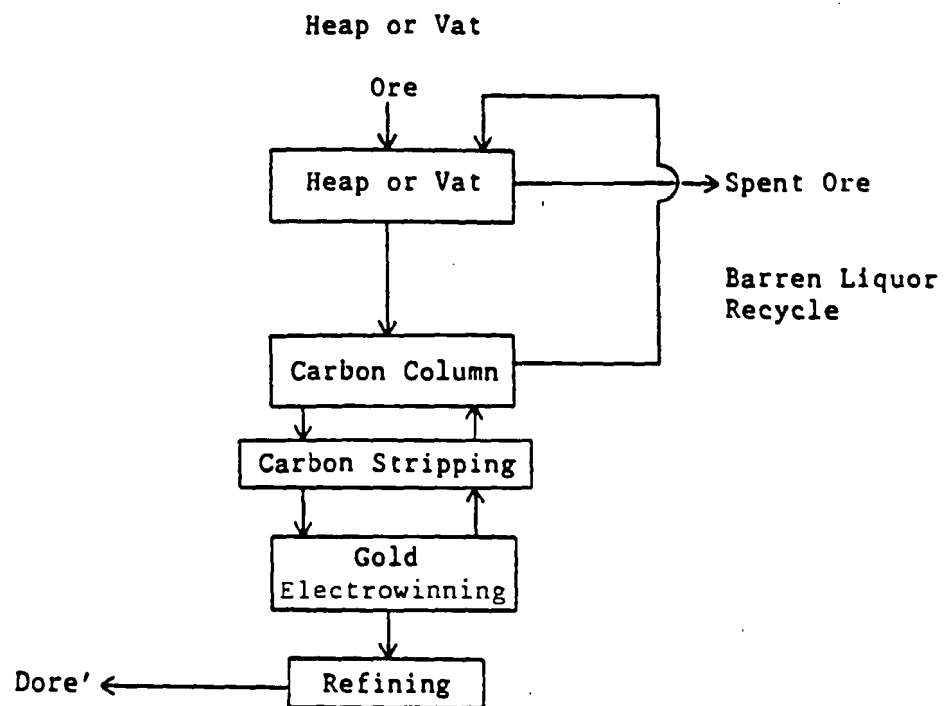 Heap or Vat
Ore
Heap or Vat
Spent Ore
Barren Liquor
Recycle
Carbon Column
Carbon Stripping
Gold
Electrowinning
Refining
Dore'